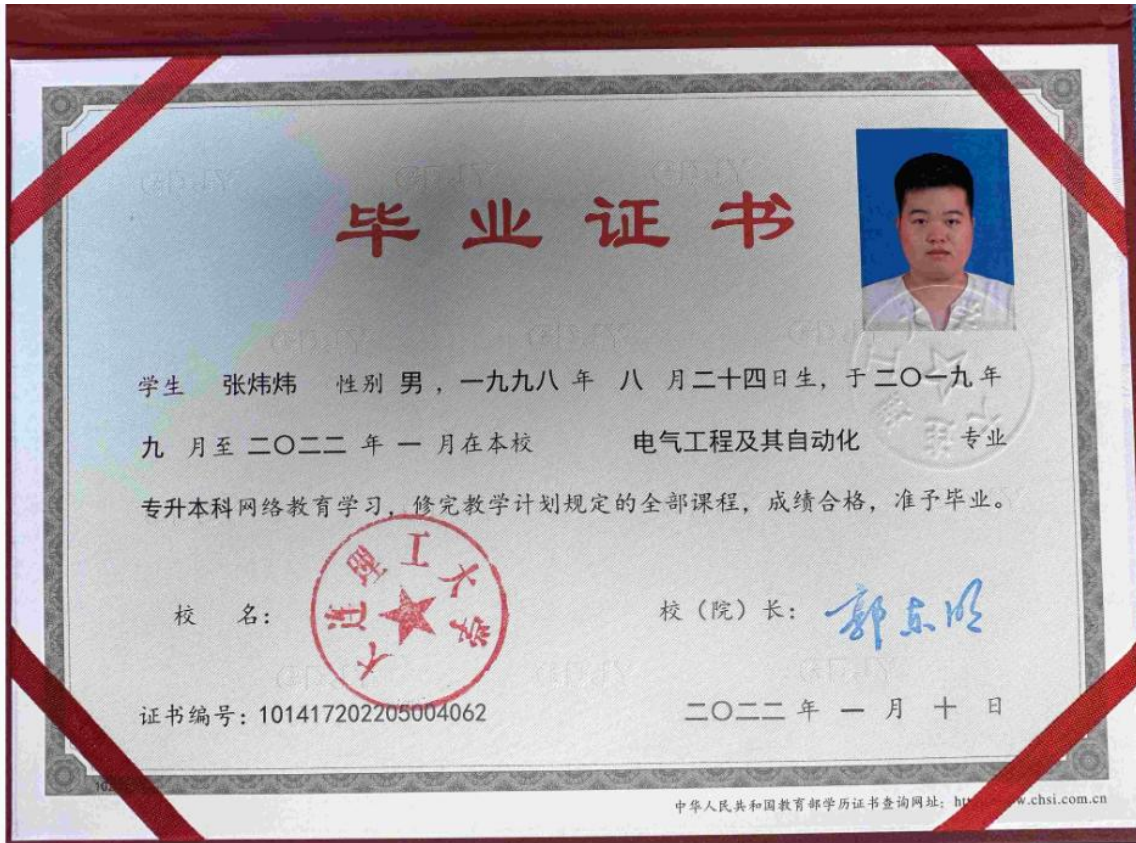 毕业证书
学生 张炜炜 性别 男，一九九八 年 八 月二十四日生，于二〇一九年
九 月至 二〇二二 年 一 月在本校 电气工程及其自动化 专业
专升本科网络教育学习，修完教学计划规定的全部课程，成绩合格，准予毕业。
校 名：
大连理工大学
校（院）长：
郭东明
证书编号：101417202205004062
二〇二二 年 一 月 十 日
中华人民共和国教育部学历证书查询网址：w.chsi.com.cn